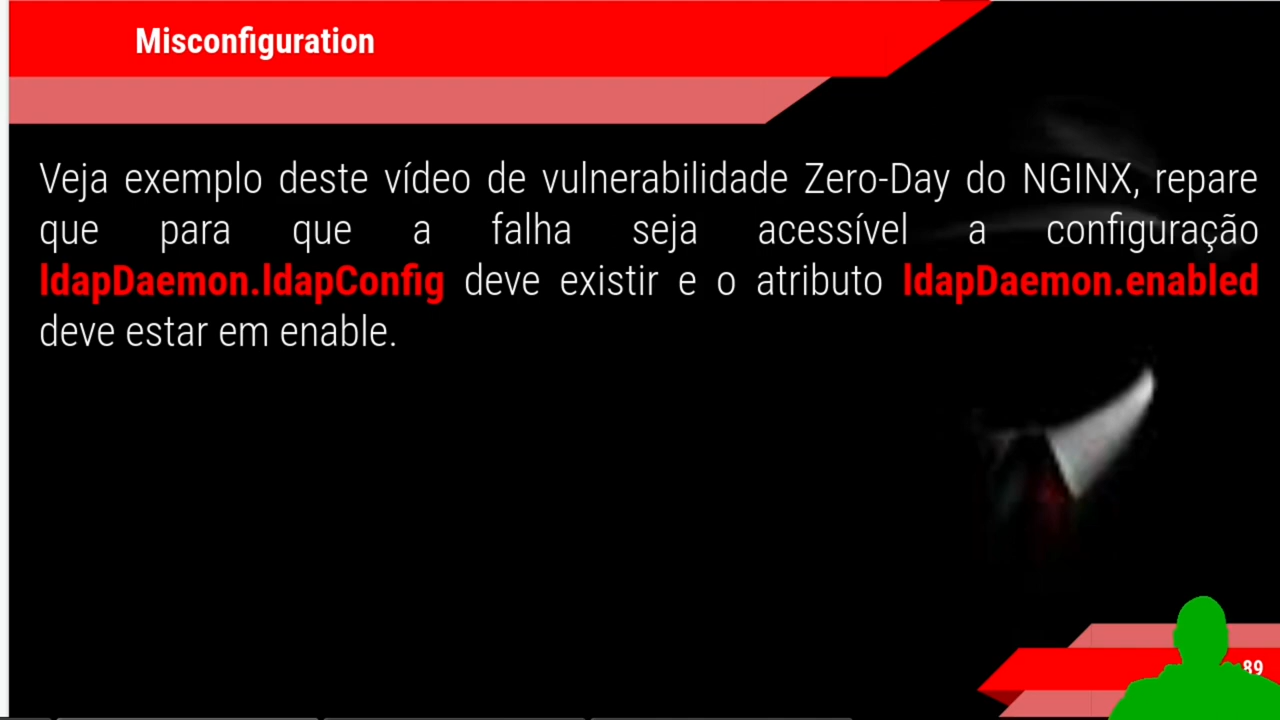 Misconfiguration
Veja exemplo deste vídeo de vulnerabilidade Zero-Day do NGINX, repare
que para que a falha seja acessível a configuração
ldapDaemon.ldapConfig deve existir e o atributo ldapDaemon.enabled
deve estar em enable.
89